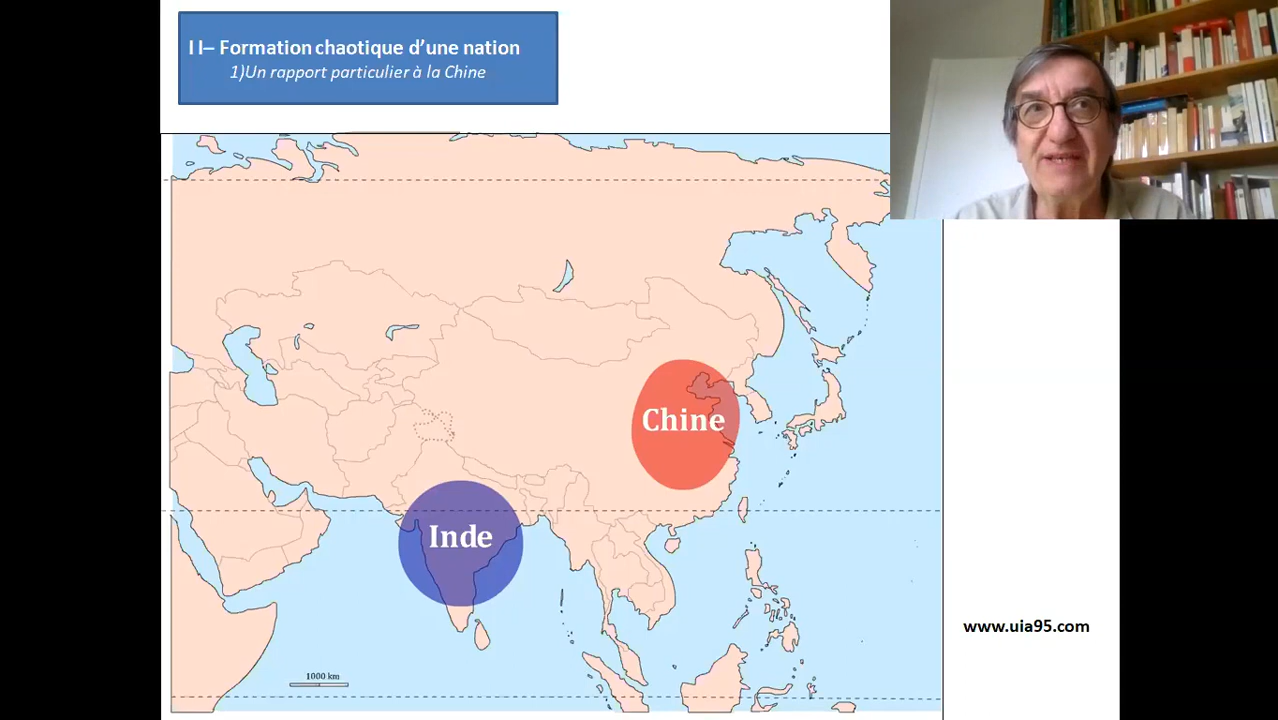 I I– Formation chaotique d’une nation
1)Un rapport particulier à la Chine
Chine
Inde
www.uia95.com
1000 km